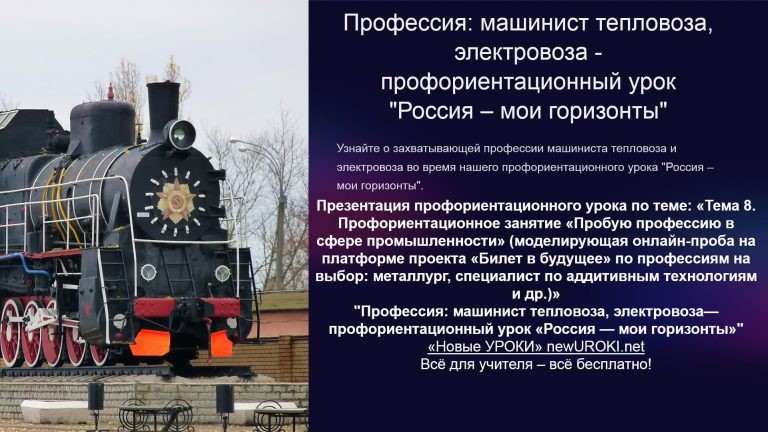 Профессия: машинист тепловоза,
электровоза -
профориентационный урок
"Россия – мои горизонты"
Узнайте о захватывающей профессии машиниста тепловоза и
электровоза во время нашего профориентационного урока "Россия –
мои горизонты".
Презентация профориентационного урока по теме: «Тема 8.
Профориентационное занятие «Пробую профессию в
сфере промышленности» (моделирующая онлайн-проба на
платформе проекта «Билет в будущее» по профессиям на
выбор: металлург, специалист по аддитивным технологиям
и др.)»
"Профессия: машинист тепловоза, электровоза—
профориентационный урок «Россия — мои горизонты»"
«Новые УРОКИ» newUROKI.net
Всё для учителя – всё бесплатно!